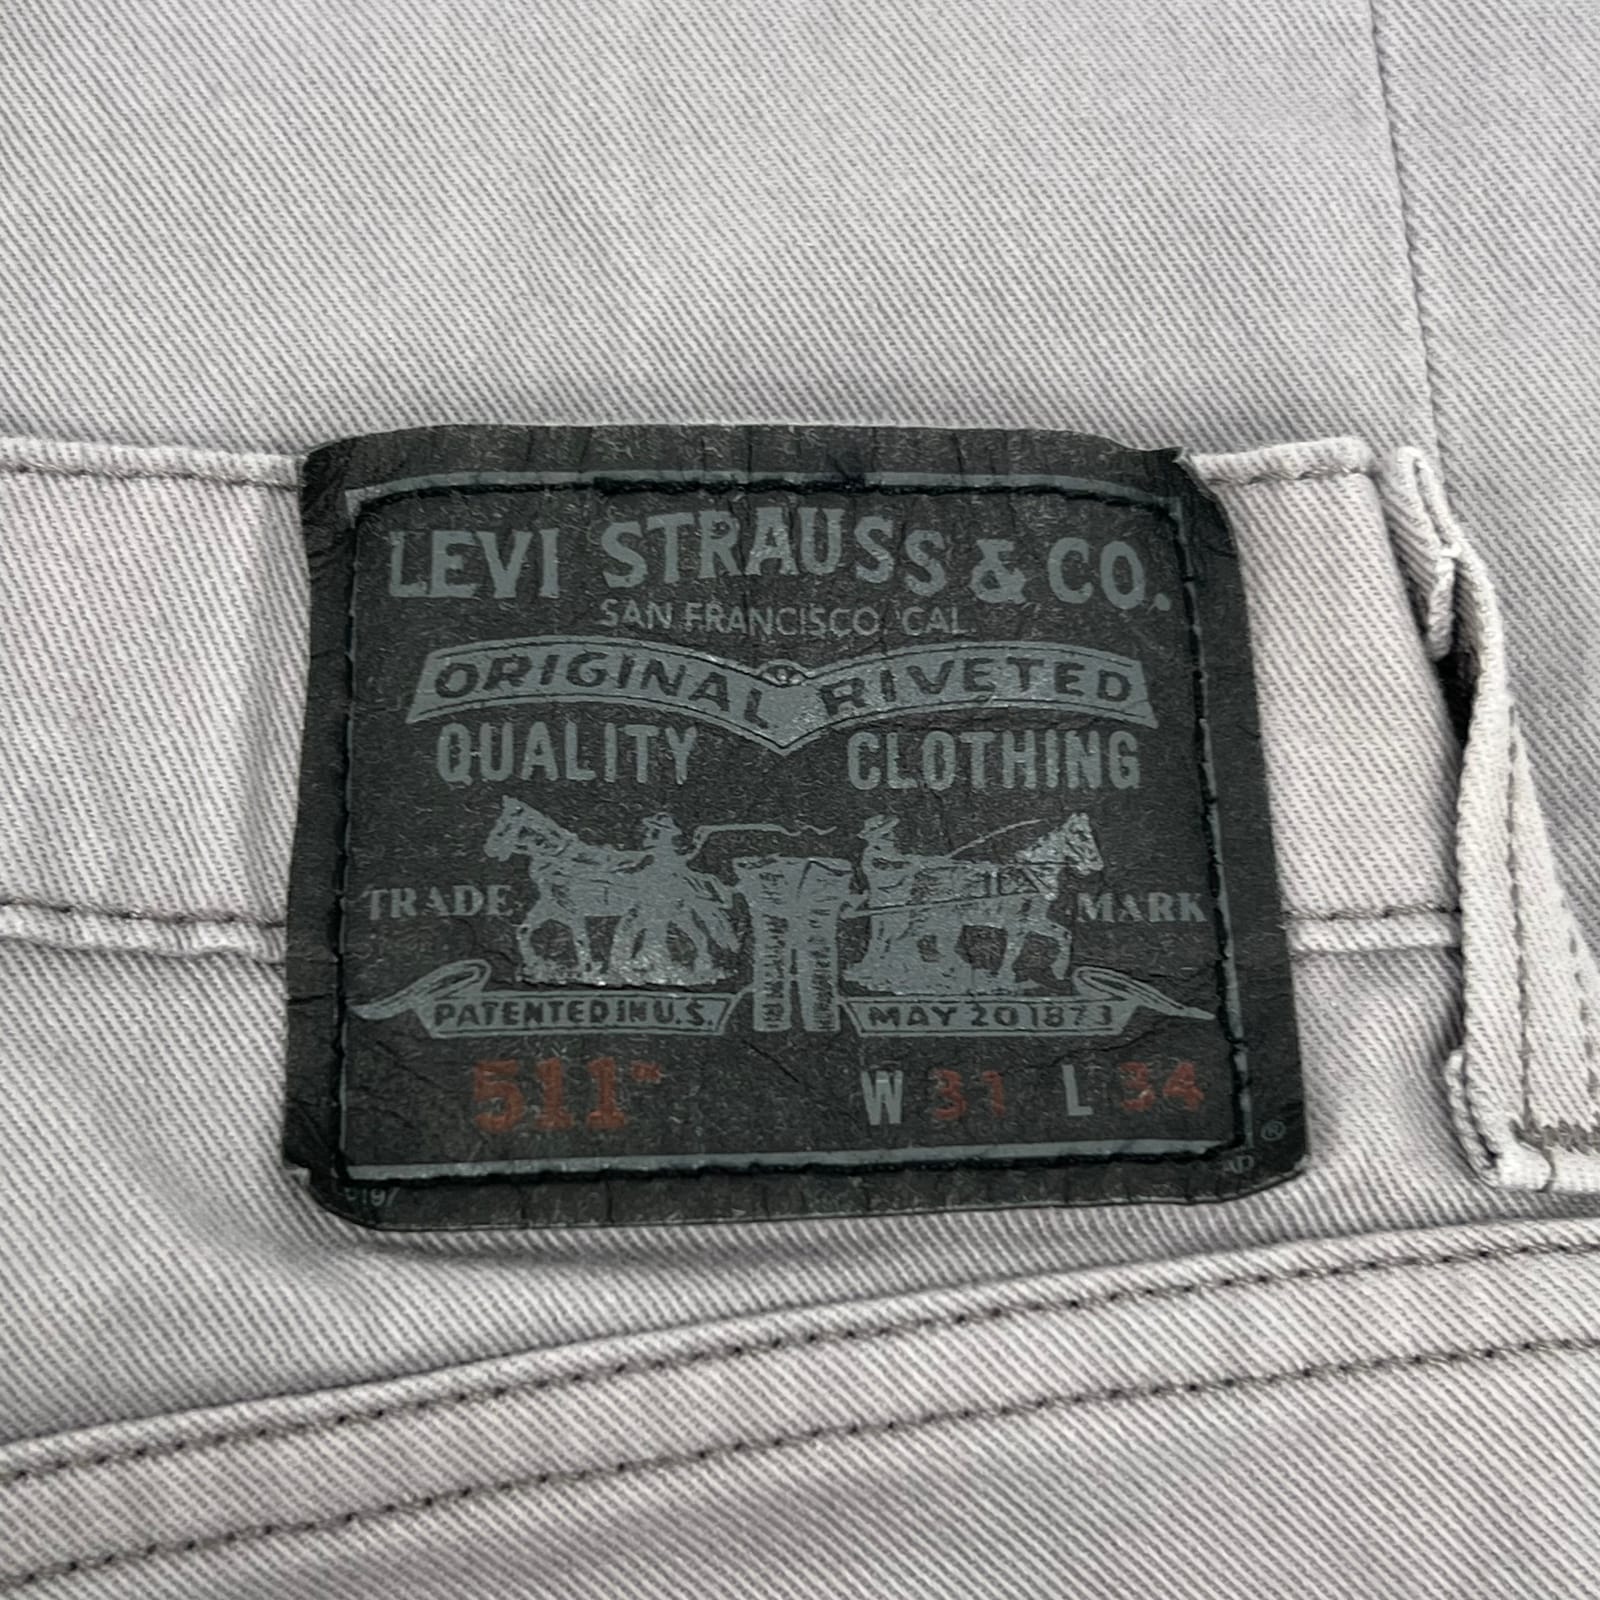 LEVI STRAUSS & CO.
SAN FRANCISCO, CAL.
ORIGINAL ® RIVETED
QUALITY CLOTHING
TRADE MARK
PATENTED IN U.S. MAY 20 1873
511™ W 31 L 34
®